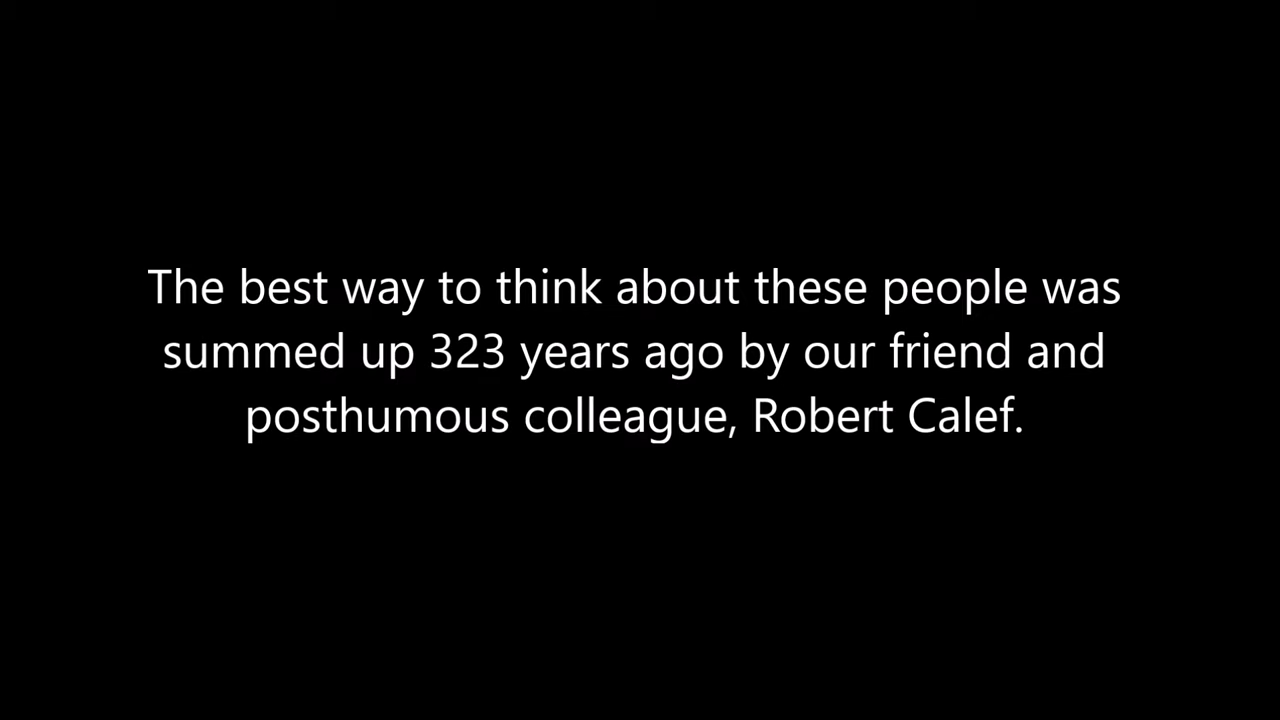 The best way to think about these people was
summed up 323 years ago by our friend and
posthumous colleague, Robert Calef.